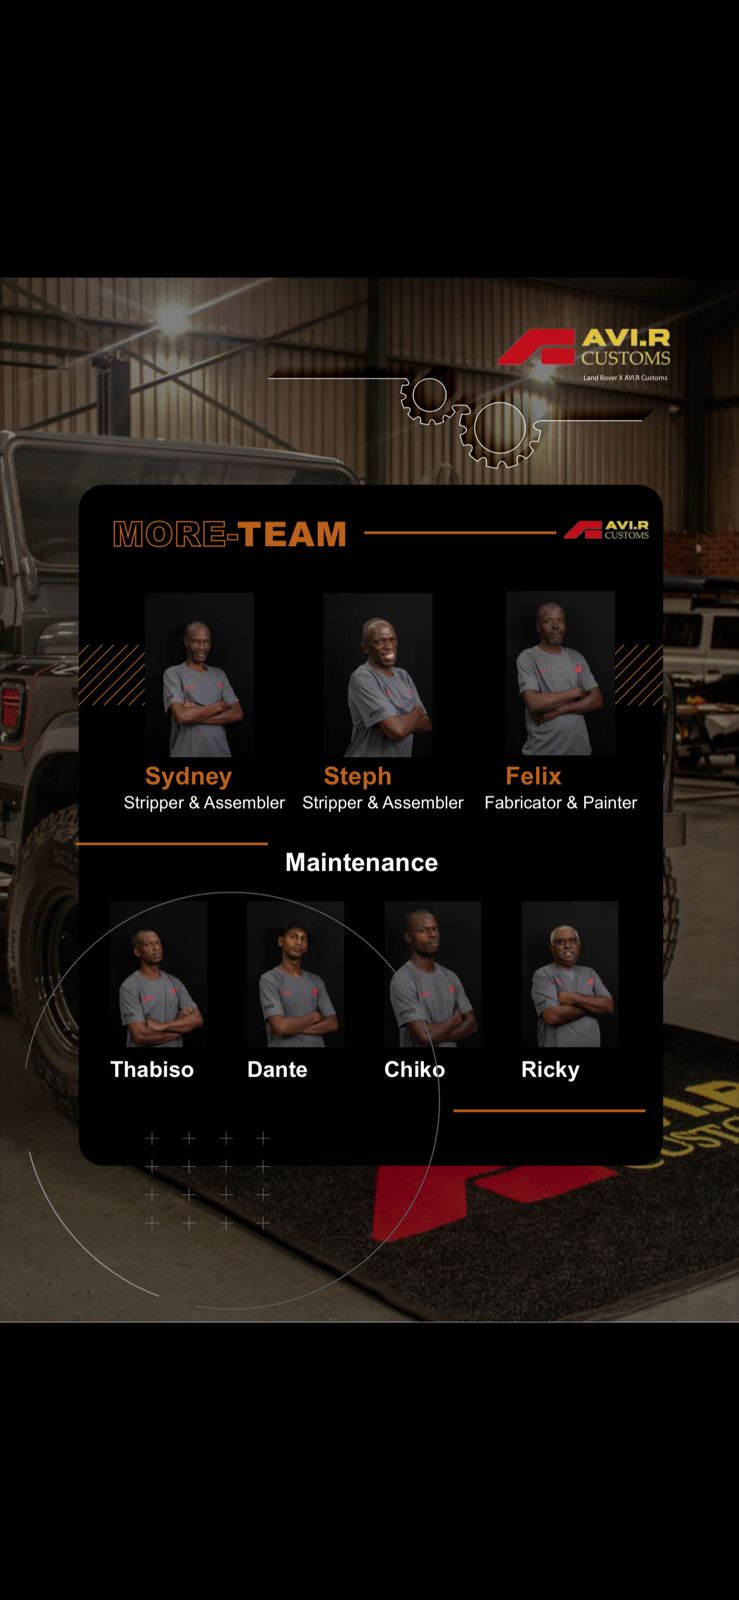 AVI.R
CUSTOMS
Land Rover X AVI.R Customs
MORE-TEAM
AVI.R
CUSTOMS
Sydney
Steph
Felix
Stripper & Assembler
Stripper & Assembler
Fabricator & Painter
Maintenance
Thabiso
Dante
Chiko
Ricky